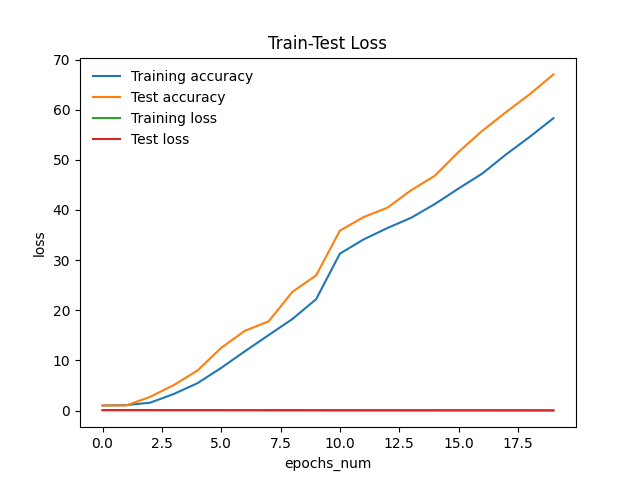 Train-Test Loss
70
60
50
40
30
20
10
0
loss
Training accuracy
Test accuracy
Training loss
Test loss
0.0 2.5 5.0 7.5 10.0 12.5 15.0 17.5
epochs_num